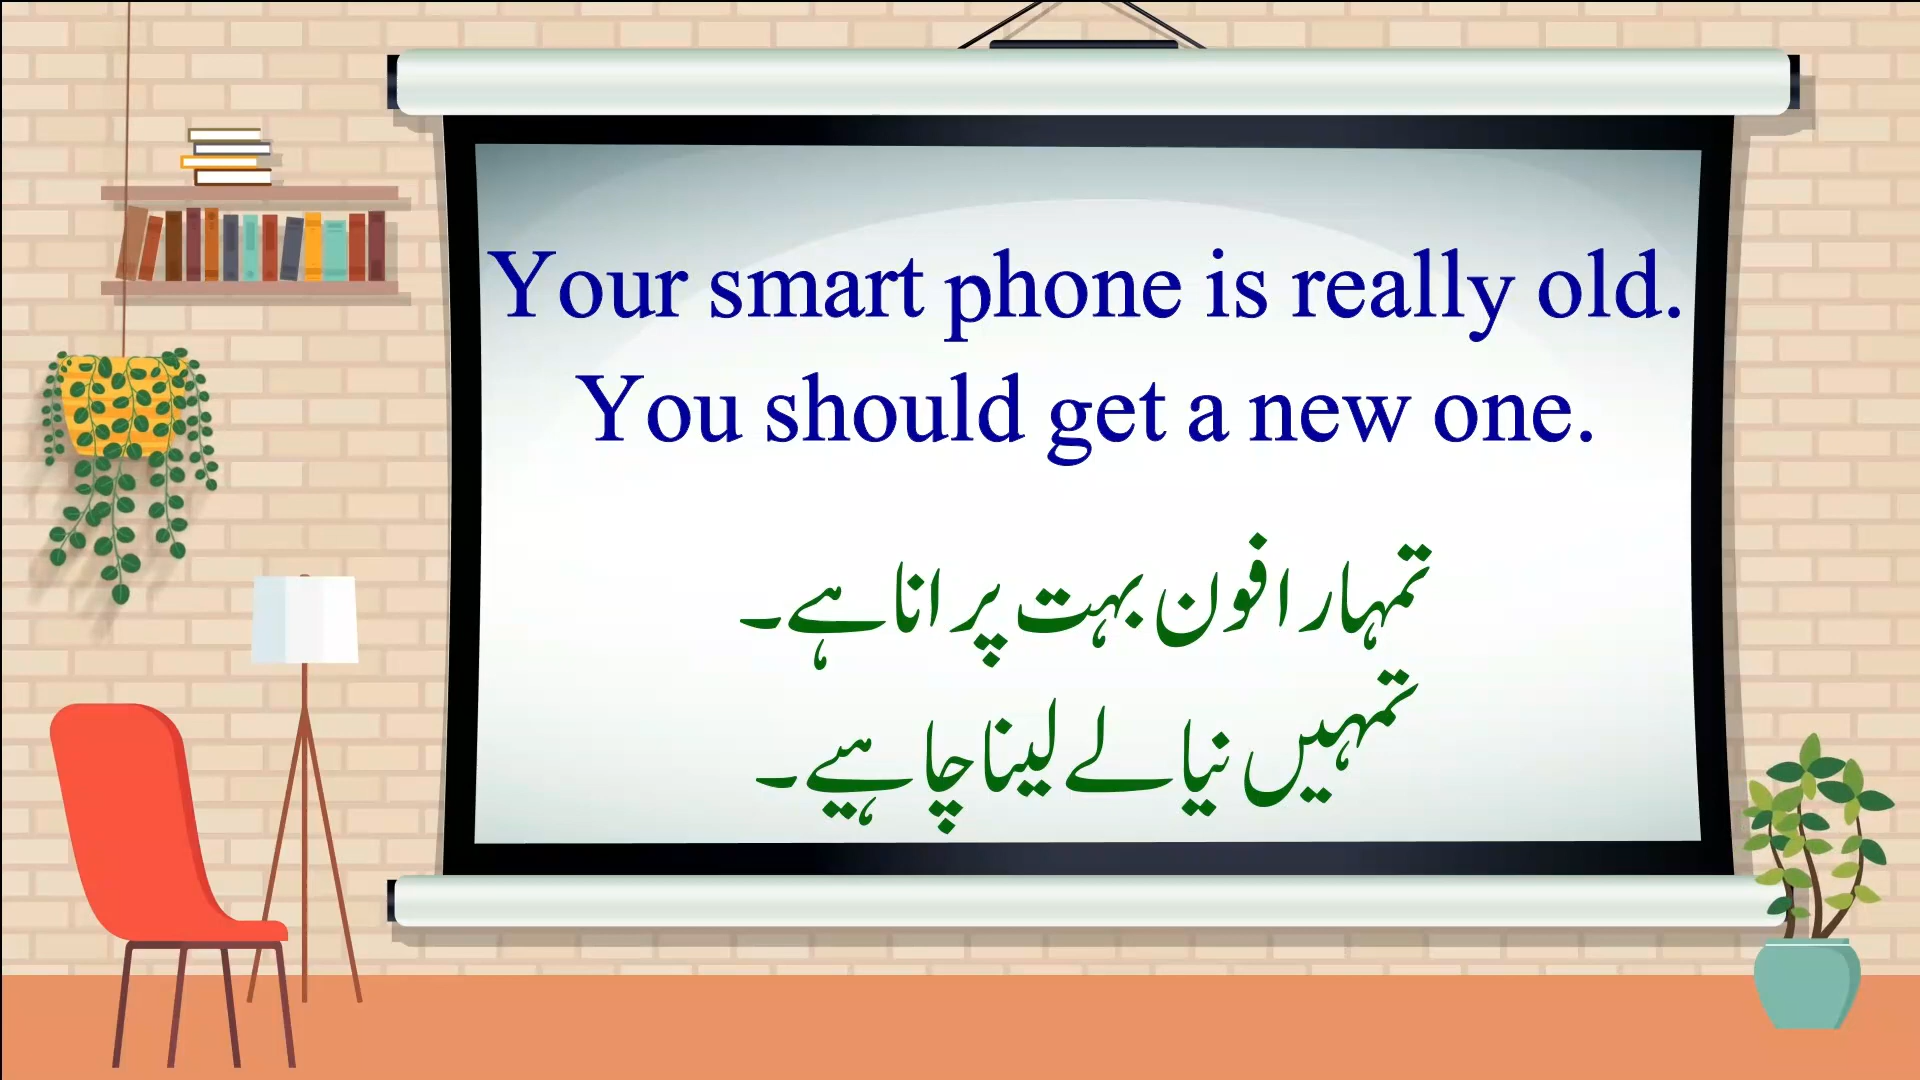 Your smart phone is really old.
You should get a new one.
تمہارا فون بہت پرانا ہے۔
تمہیں نیا لے لینا چاہیے۔